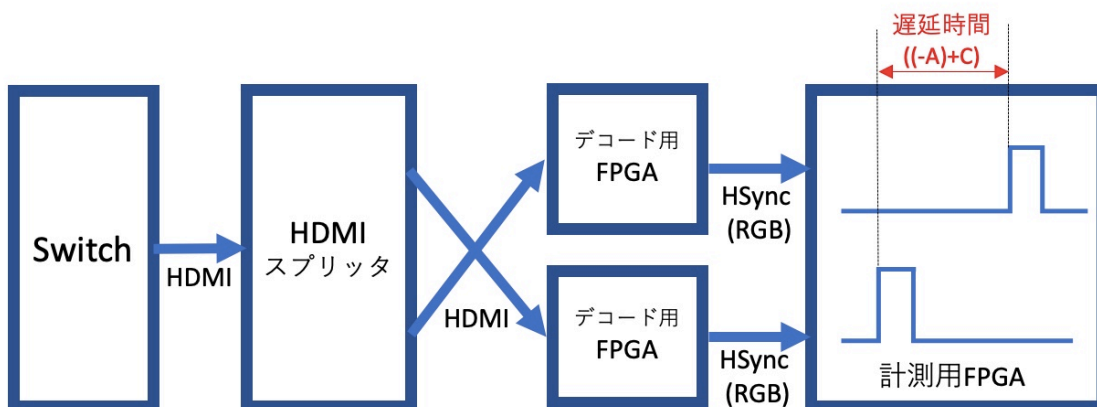 遅延時間
((-A)+C)
Switch
HDMI
HDMI
スプリッタ
HDMI
デコード用
FPGA
HSync
(RGB)
デコード用
FPGA
HSync
(RGB)
計測用FPGA